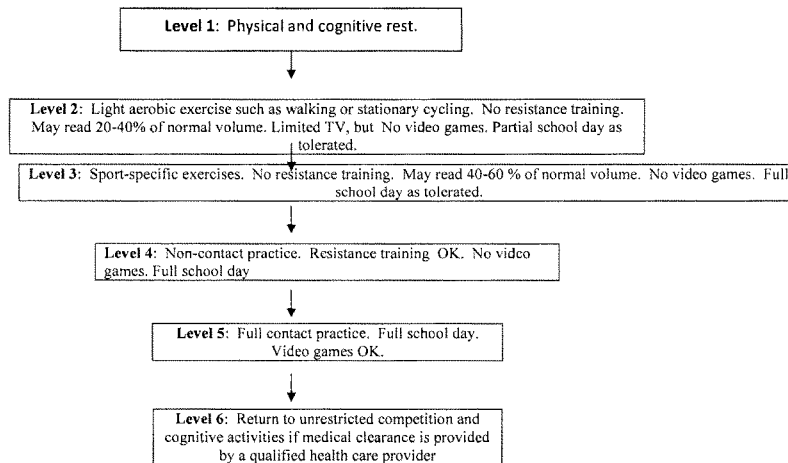 Level 1: Physical and cognitive rest.
Level 2: Light aerobic exercise such as walking or stationary cycling. No resistance training.
May read 20-40% of normal volume. Limited TV, but No video games. Partial school day as
tolerated.
Level 3: Sport-specific exercises. No resistance training. May read 40-60 % of normal volume. No video games. Full
school day as tolerated.
Level 4: Non-contact practice. Resistance training OK. No video
games. Full school day
Level 5: Full contact practice. Full school day.
Video games OK.
Level 6: Return to unrestricted competition and
cognitive activities if medical clearance is provided
by a qualified health care provider